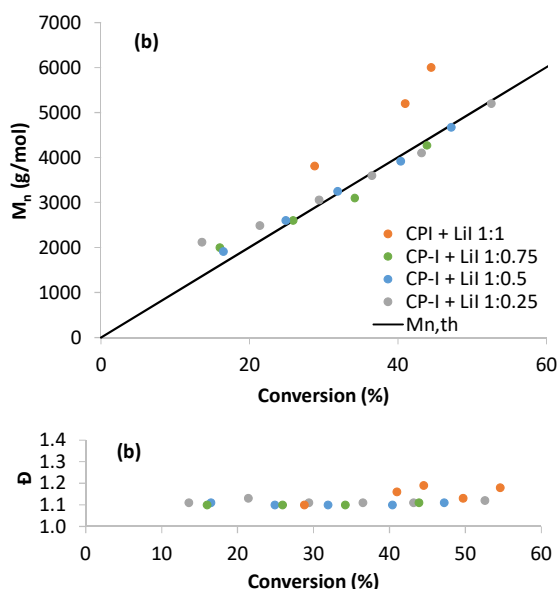 (b)
7000
6000
5000
4000
3000
2000
1000
0
Mn (g/mol)
CPI + LiI 1:1
CP-I + LiI 1:0.75
CP-I + LiI 1:0.5
CP-I + LiI 1:0.25
Mn,th
0 20 40 60
Conversion (%)
(b)
1.4
1.3
1.2
1.1
1.0
Đ
0 10 20 30 40 50 60
Conversion (%)